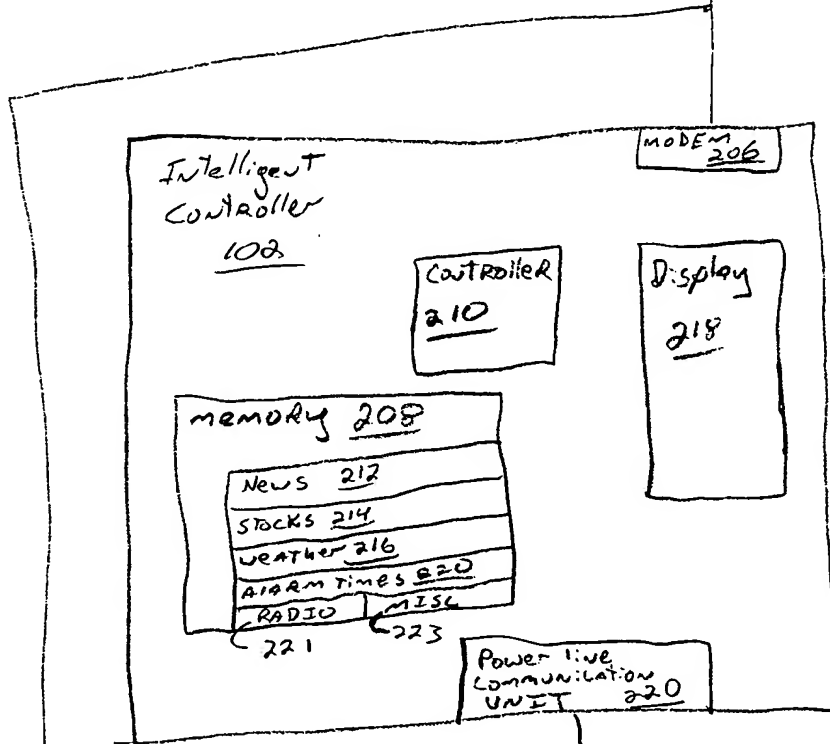 MODEM
206
Intelligent
Controller
102
Controller
210
Display
218
memory 208
News 212
STOCKS 214
weather 216
Alarm Times 220
RADIO MISC
221 223
Power line
communication
UNIT 220